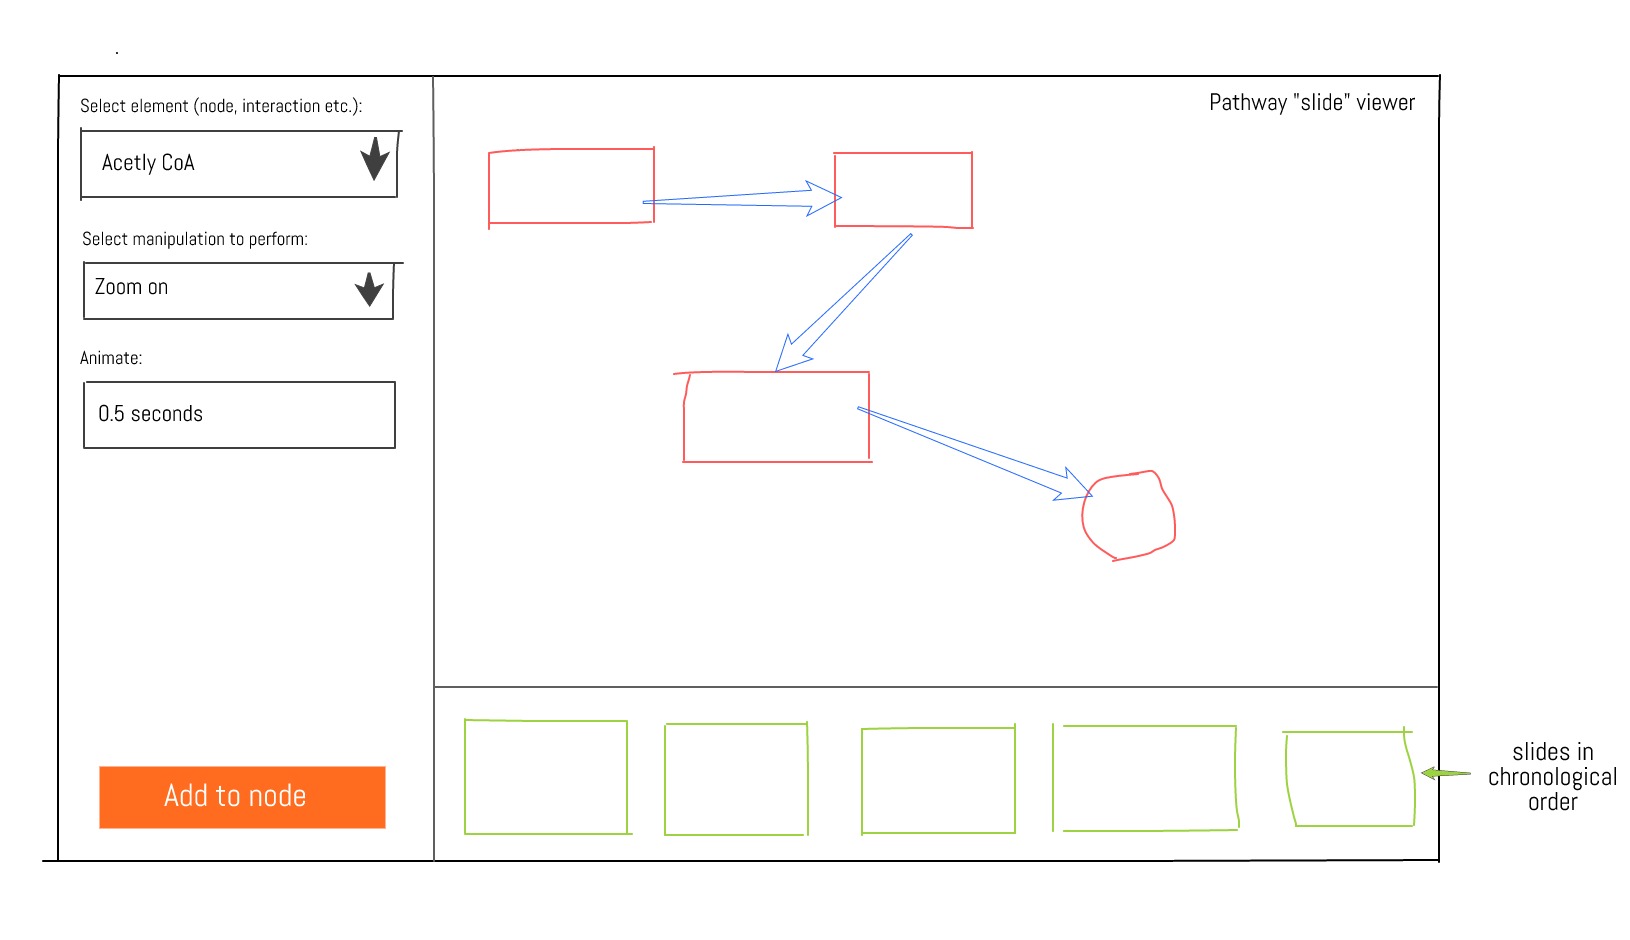 Select element (node, interaction etc.):
Acetly CoA
Select manipulation to perform:
Zoom on
Animate:
0.5 seconds
Add to node
Pathway "slide" viewer
slides in
chronological
order